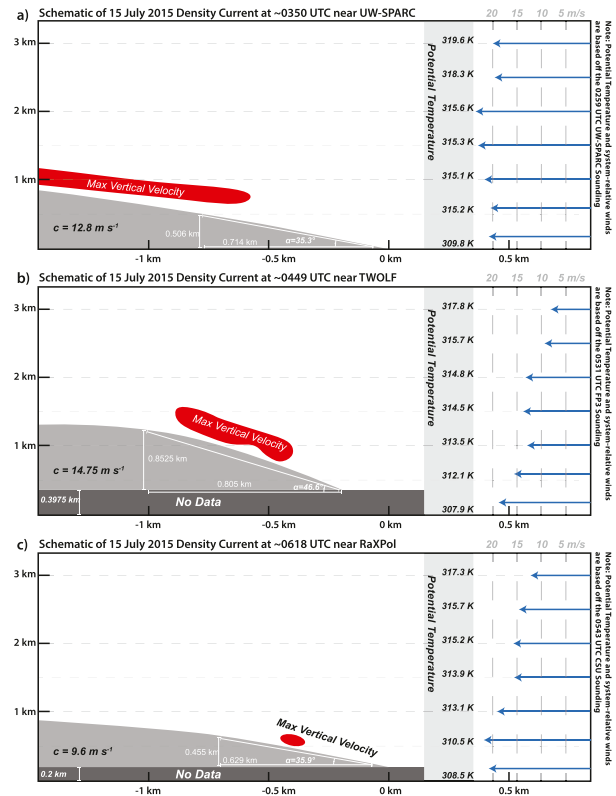 a) Schematic of 15 July 2015 Density Current at ~0350 UTC near UW-SPARC
3 km
2 km
1 km
Max Vertical Velocity
c = 12.8 m s-1
0.506 km
0.714 km
α=35.3°
-1 km
-0.5 km
0 km
0.5 km
Potential Temperature
319.6 K
318.3 K
315.6 K
315.3 K
315.1 K
315.2 K
309.8 K
20 15 10 5 m/s
Note: Potential Temperature and system-relative winds
are based off the 0259 UTC UW-SPARC Sounding
b) Schematic of 15 July 2015 Density Current at ~0449 UTC near TWOLF
3 km
2 km
1 km
Max Vertical Velocity
c = 14.75 m s-1
0.8525 km
0.805 km
α=46.6°
0.3975 km
No Data
-1 km
-0.5 km
0 km
0.5 km
Potential Temperature
317.8 K
315.7 K
314.8 K
314.5 K
313.5 K
312.1 K
307.9 K
20 15 10 5 m/s
Note: Potential Temperature and system-relative winds
are based off the 0531 UTC FP3 Sounding
c) Schematic of 15 July 2015 Density Current at ~0618 UTC near RaXPol
3 km
2 km
1 km
Max Vertical Velocity
c = 9.6 m s-1
0.455 km
0.629 km
α=35.9°
0.2 km
No Data
-1 km
-0.5 km
0 km
0.5 km
Potential Temperature
317.3 K
315.7 K
315.2 K
313.9 K
313.1 K
310.5 K
308.5 K
20 15 10 5 m/s
Note: Potential Temperature and system-relative winds
are based off the 0543 UTC CSU Sounding